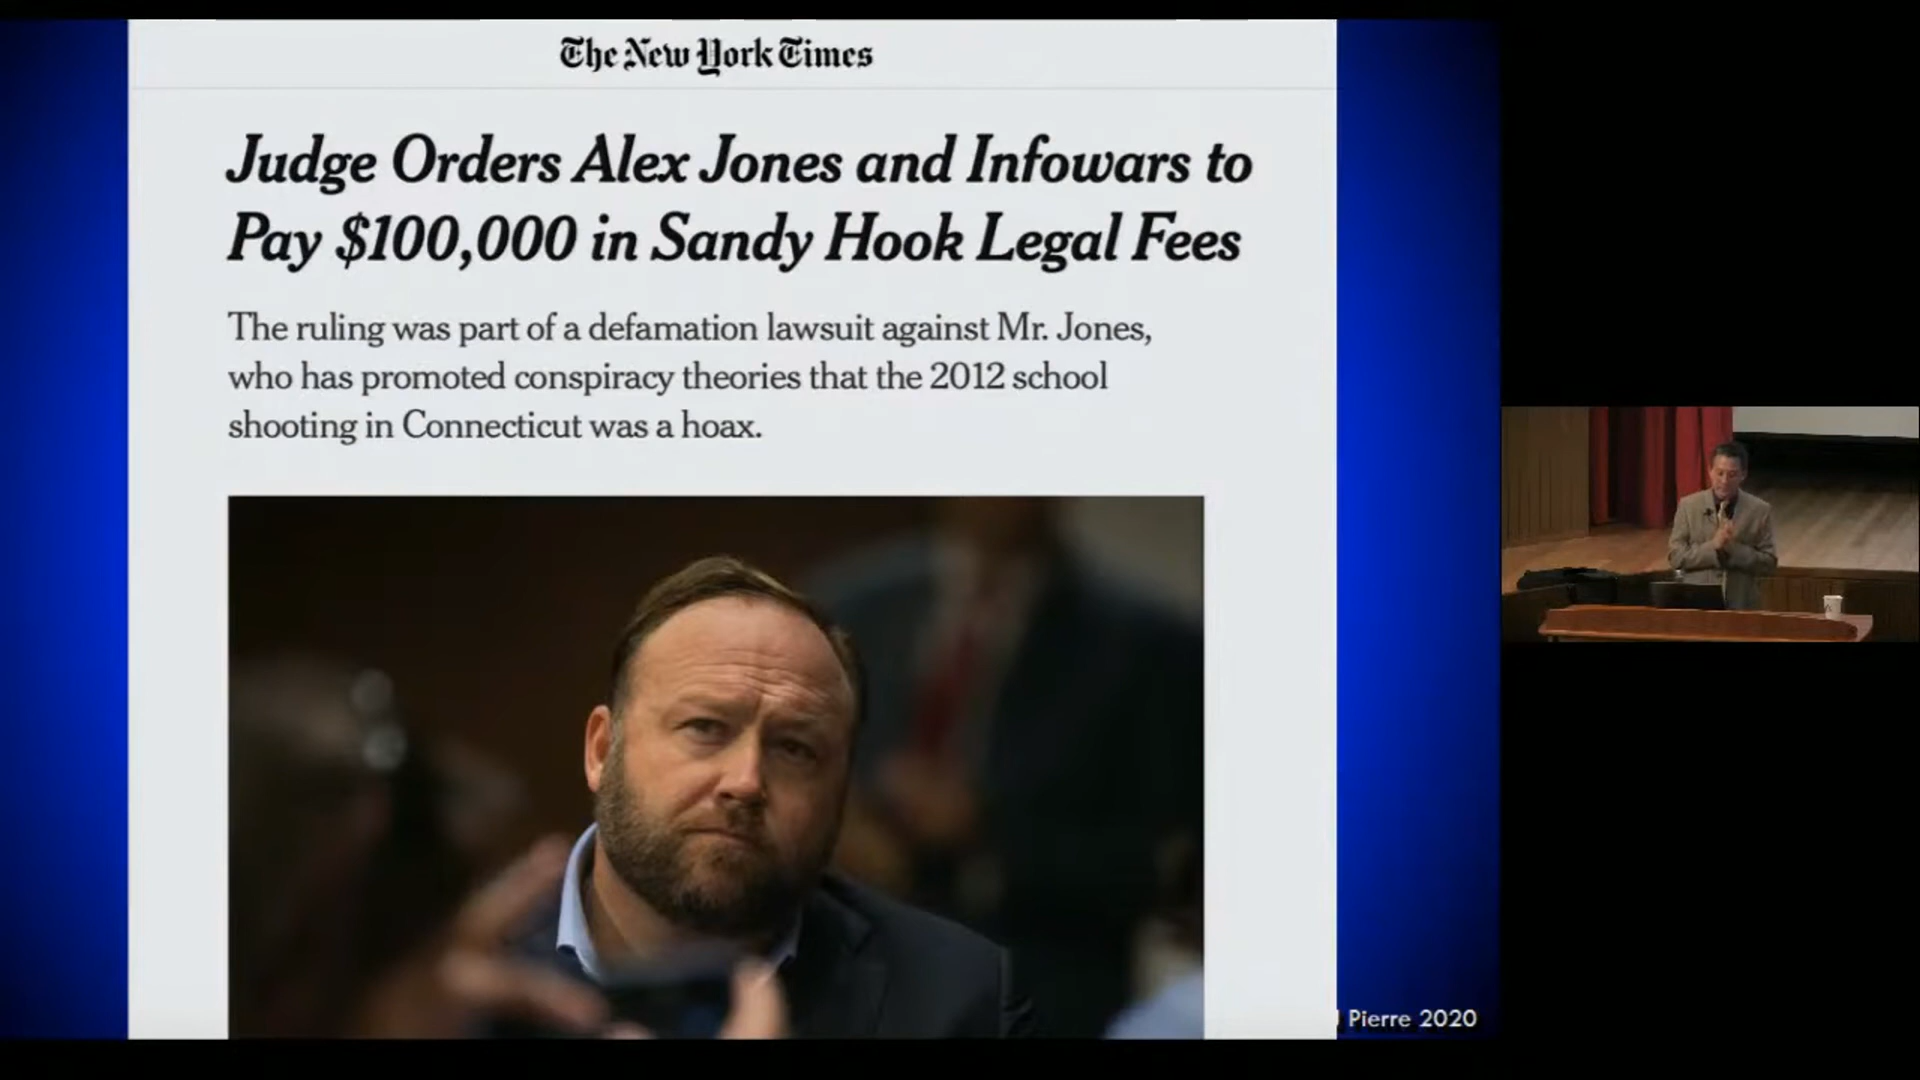 The New York Times
Judge Orders Alex Jones and Infowars to
Pay $100,000 in Sandy Hook Legal Fees
The ruling was part of a defamation lawsuit against Mr. Jones,
who has promoted conspiracy theories that the 2012 school
shooting in Connecticut was a hoax.
Pierre 2020